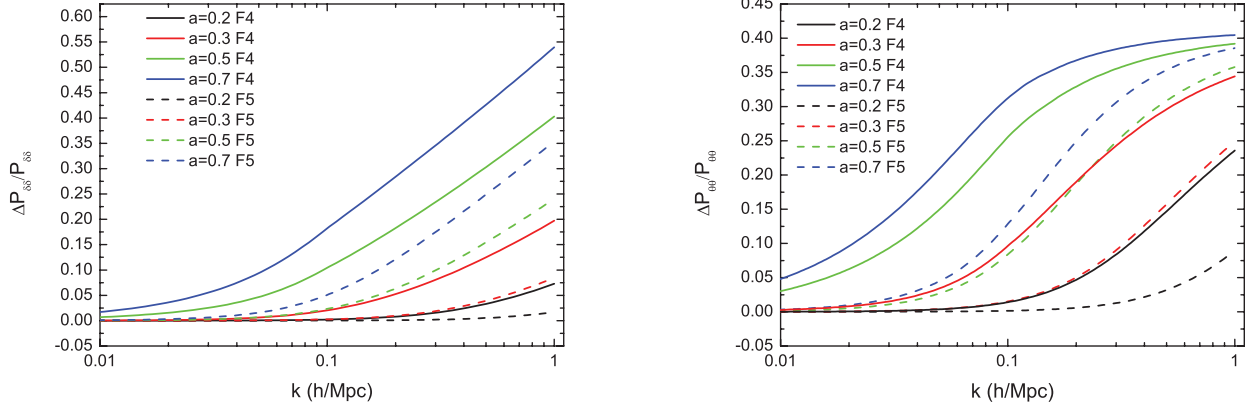 0.60
0.55
0.50
0.45
0.40
0.35
0.30
0.25
0.20
0.15
0.10
0.05
0.00
-0.05
ΔP_δδ/P_δδ
a=0.2 F4
a=0.3 F4
a=0.5 F4
a=0.7 F4
a=0.2 F5
a=0.3 F5
a=0.5 F5
a=0.7 F5
0.01 0.1 1
k (h/Mpc)
0.45
0.40
0.35
0.30
0.25
0.20
0.15
0.10
0.05
0.00
-0.05
ΔP_θθ/P_θθ
a=0.2 F4
a=0.3 F4
a=0.5 F4
a=0.7 F4
a=0.2 F5
a=0.3 F5
a=0.5 F5
a=0.7 F5
0.01 0.1 1
k (h/Mpc)